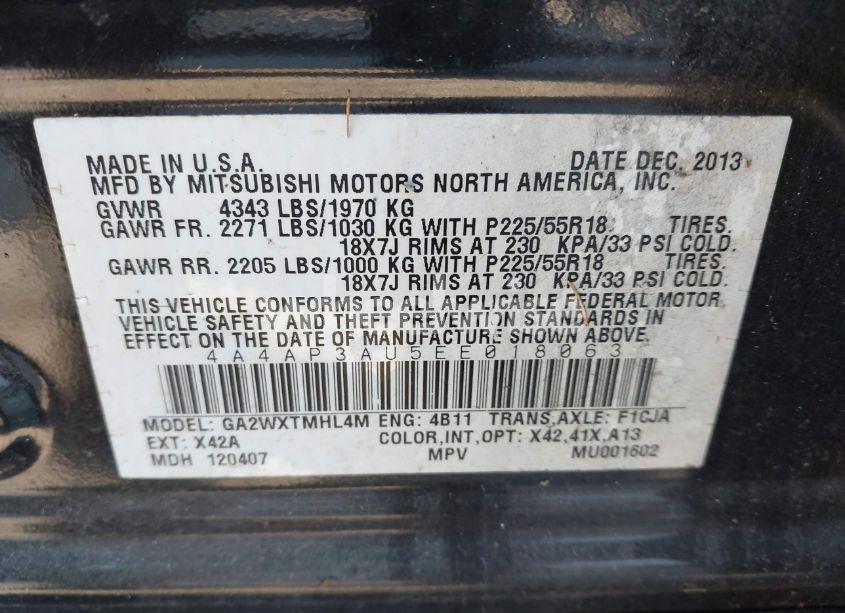 MADE IN U.S.A. DATE DEC. 2013
MFD BY MITSUBISHI MOTORS NORTH AMERICA, INC.
GVWR 4343 LBS/1970 KG
GAWR FR. 2271 LBS/1030 KG WITH P225/55R18 TIRES.
18X7J RIMS AT 230 KPA/33 PSI COLD.
GAWR RR. 2205 LBS/1000 KG WITH P225/55R18 TIRES.
18X7J RIMS AT 230 KPA/33 PSI COLD.
THIS VEHICLE CONFORMS TO ALL APPLICABLE FEDERAL MOTOR
VEHICLE SAFETY AND THEFT PREVENTION STANDARDS IN
EFFECT ON THE DATE OF MANUFACTURE SHOWN ABOVE.
4A4AP3AU5EE018063
MODEL: GA2WXTMHL4M ENG: 4B11 TRANS,AXLE: F1CJA
EXT: X42A COLOR,INT,OPT: X42,41X,A13
MDH 120407 MPV MU001602